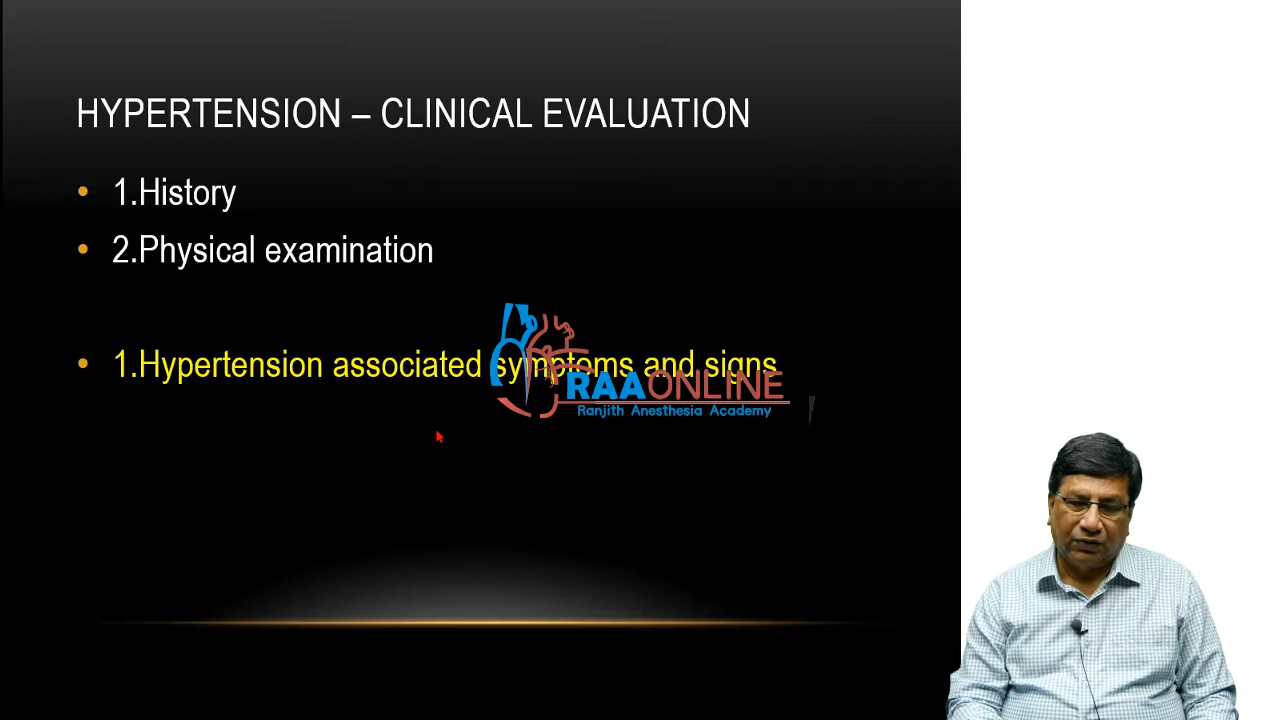 HYPERTENSION – CLINICAL EVALUATION
• 1.History
• 2.Physical examination
• 1.Hypertension associated symptoms and signs
RAAONLINE
Ranjith Anesthesia Academy